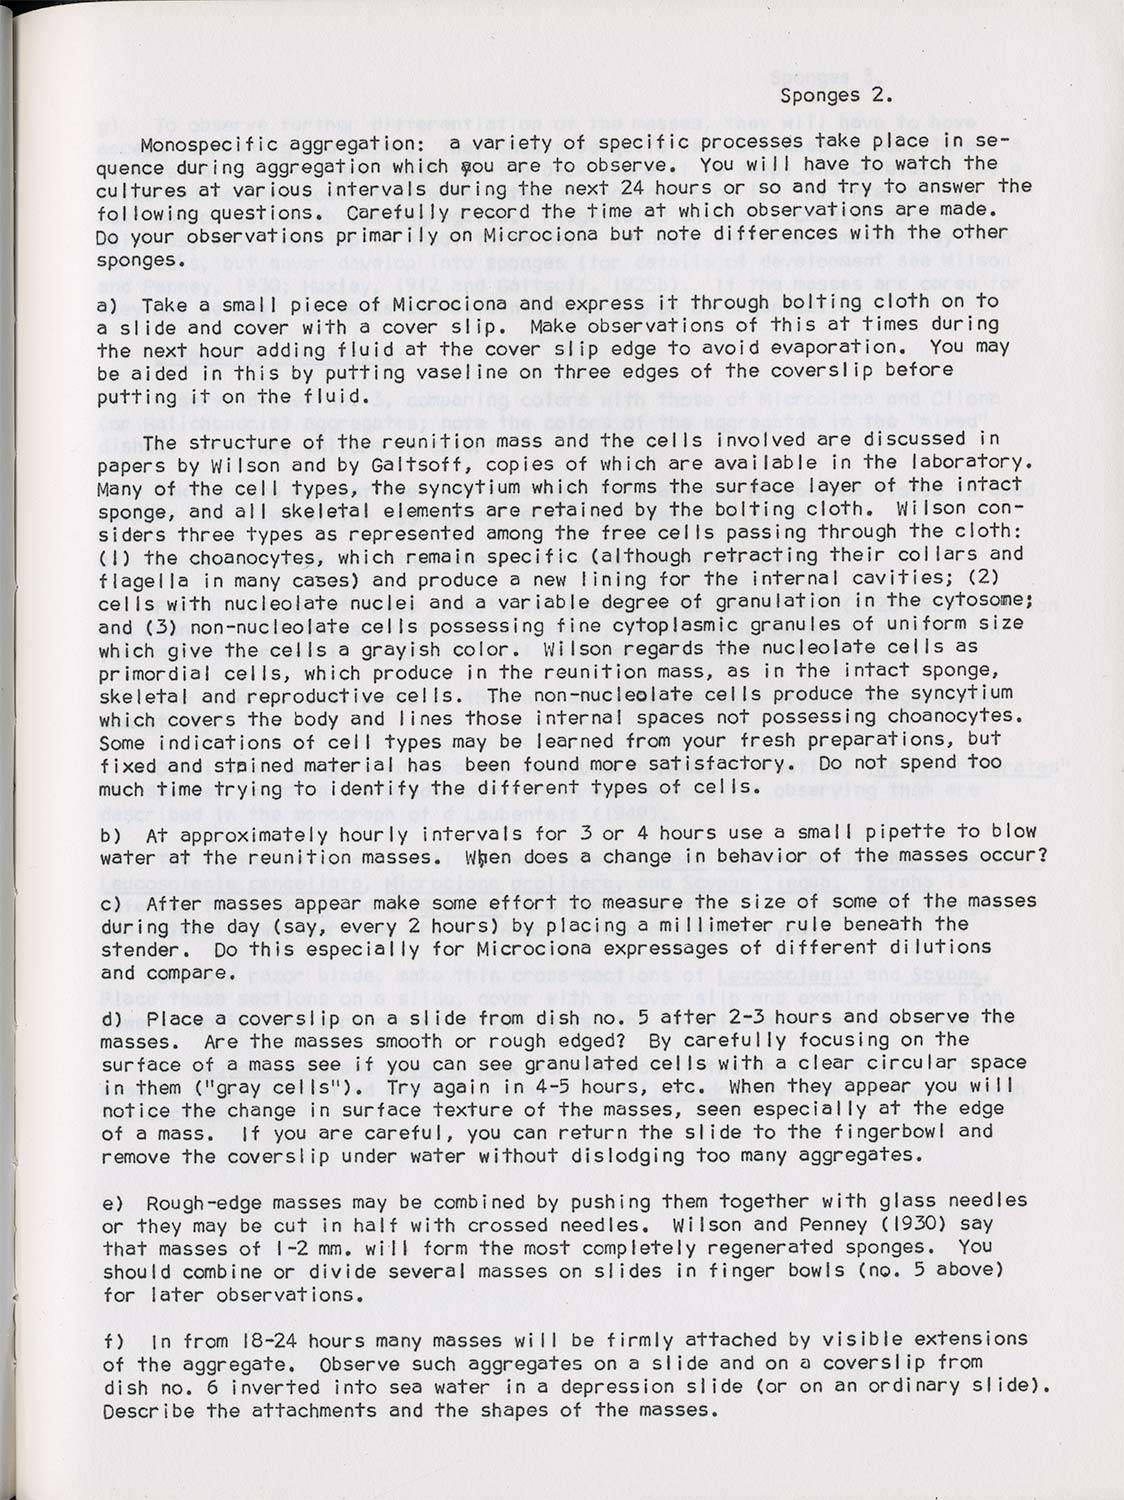 Sponges 2.
Monospecific aggregation: a variety of specific processes take place in se-
quence during aggregation which you are to observe. You will have to watch the
cultures at various intervals during the next 24 hours or so and try to answer the
following questions. Carefully record the time at which observations are made.
Do your observations primarily on Microciona but note differences with the other
sponges.
a) Take a small piece of Microciona and express it through bolting cloth on to
a slide and cover with a cover slip. Make observations of this at times during
the next hour adding fluid at the cover slip edge to avoid evaporation. You may
be aided in this by putting vaseline on three edges of the coverslip before
putting it on the fluid.
The structure of the reunition mass and the cells involved are discussed in
papers by Wilson and by Galtsoff, copies of which are available in the laboratory.
Many of the cell types, the syncytium which forms the surface layer of the intact
sponge, and all skeletal elements are retained by the bolting cloth. Wilson con-
siders three types as represented among the free cells passing through the cloth:
(1) the choanocytes, which remain specific (although retracting their collars and
flagella in many cases) and produce a new lining for the internal cavities; (2)
cells with nucleolate nuclei and a variable degree of granulation in the cytosome;
and (3) non-nucleolate cells possessing fine cytoplasmic granules of uniform size
which give the cells a grayish color. Wilson regards the nucleolate cells as
primordial cells, which produce in the reunition mass, as in the intact sponge,
skeletal and reproductive cells. The non-nucleolate cells produce the syncytium
which covers the body and lines those internal spaces not possessing choanocytes.
Some indications of cell types may be learned from your fresh preparations, but
fixed and stained material has been found more satisfactory. Do not spend too
much time trying to identify the different types of cells.
b) At approximately hourly intervals for 3 or 4 hours use a small pipette to blow
water at the reunition masses. When does a change in behavior of the masses occur?
c) After masses appear make some effort to measure the size of some of the masses
during the day (say, every 2 hours) by placing a millimeter rule beneath the
stender. Do this especially for Microciona expressages of different dilutions
and compare.
d) Place a coverslip on a slide from dish no. 5 after 2-3 hours and observe the
masses. Are the masses smooth or rough edged? By carefully focusing on the
surface of a mass see if you can see granulated cells with a clear circular space
in them ("gray cells"). Try again in 4-5 hours, etc. When they appear you will
notice the change in surface texture of the masses, seen especially at the edge
of a mass. If you are careful, you can return the slide to the fingerbowl and
remove the coverslip under water without dislodging too many aggregates.
e) Rough-edge masses may be combined by pushing them together with glass needles
or they may be cut in half with crossed needles. Wilson and Penney (1930) say
that masses of 1-2 mm. will form the most completely regenerated sponges. You
should combine or divide several masses on slides in finger bowls (no. 5 above)
for later observations.
f) In from 18-24 hours many masses will be firmly attached by visible extensions
of the aggregate. Observe such aggregates on a slide and on a coverslip from
dish no. 6 inverted into sea water in a depression slide (or on an ordinary slide).
Describe the attachments and the shapes of the masses.